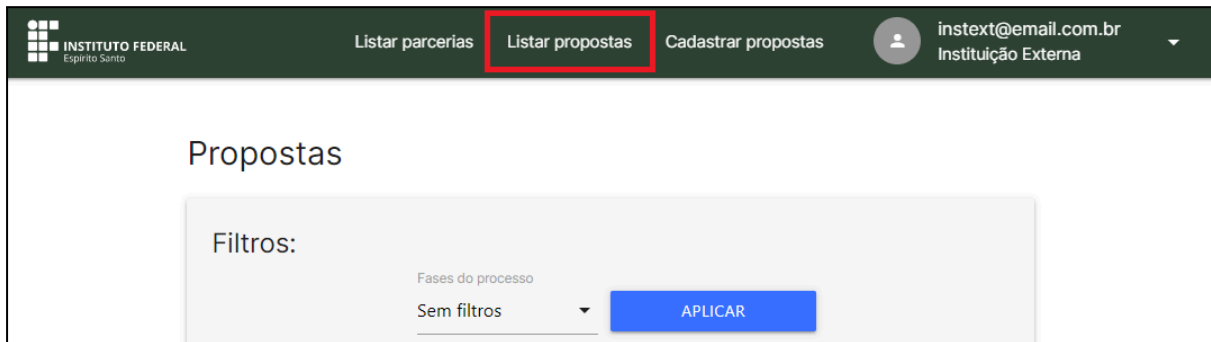 INSTITUTO FEDERAL
Espírito Santo
Listar parcerias
Listar propostas
Cadastrar propostas
instext@email.com.br
Instituição Externa
Propostas
Filtros:
Fases do processo
Sem filtros
APLICAR